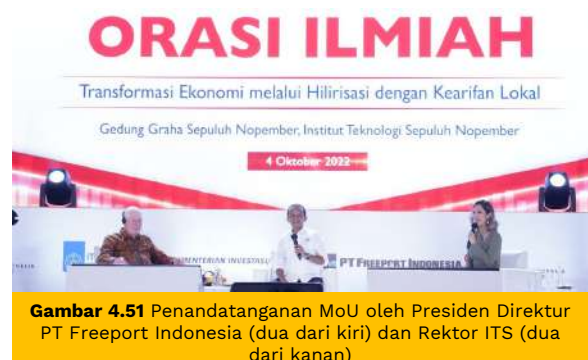 ORASI ILMIAH
Transformasi Ekonomi melalui Hilirisasi dengan Kearifan Lokal
Gedung Graha Sepuluh Nopember, Institut Teknologi Sepuluh Nopember
4 Oktober 2022
PT FREEPORT INDONESIA
Gambar 4.51 Penandatanganan MoU oleh Presiden Direktur
PT Freeport Indonesia (dua dari kiri) dan Rektor ITS (dua
dari kanan)